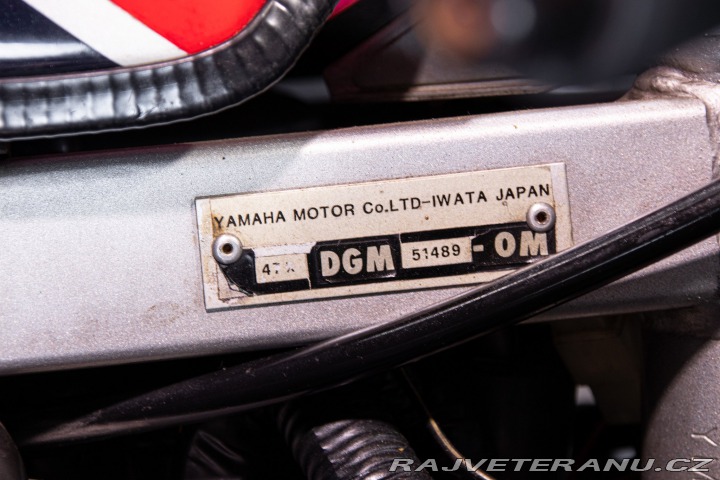 YAMAHA MOTOR Co.LTD-IWATA JAPAN
DGM 51489 -OM
RAJVETERANU.CZ